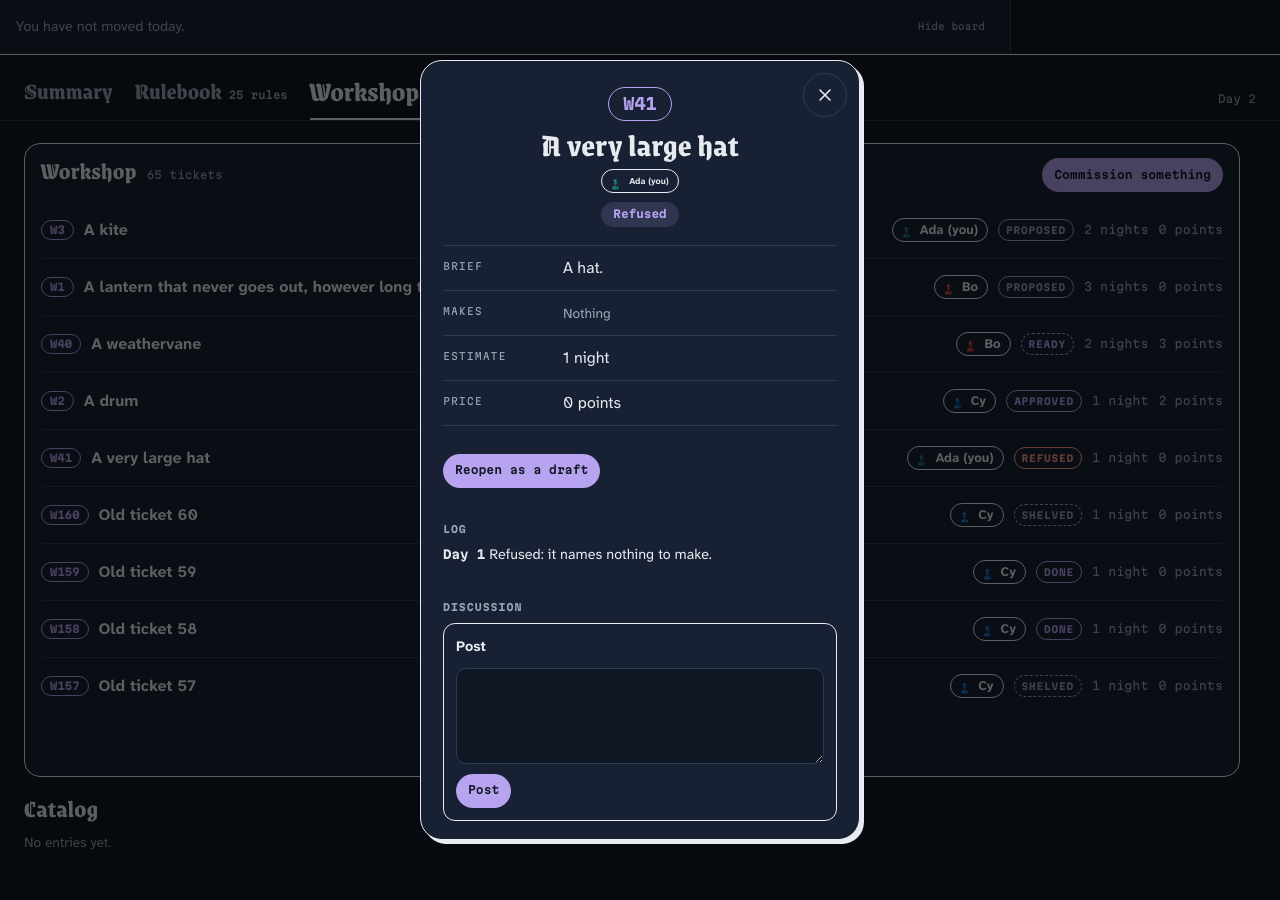 You have not moved today.
Hide board
Summary
Rulebook 25 rules
Workshop
Day 2
Workshop 65 tickets
Commission something
W3 A kite Ada (you) PROPOSED 2 nights 0 points
W1 A lantern that never goes out, however long Bo PROPOSED 3 nights 0 points
W40 A weathervane Bo READY 2 nights 3 points
W2 A drum Cy APPROVED 1 night 2 points
W41 A very large hat Ada (you) REFUSED 1 night 0 points
W160 Old ticket 60 Cy SHELVED 1 night 0 points
W159 Old ticket 59 Cy DONE 1 night 0 points
W158 Old ticket 58 Cy DONE 1 night 0 points
W157 Old ticket 57 Cy SHELVED 1 night 0 points
Catalog
No entries yet.
W41
A very large hat
Ada (you)
Refused
BRIEF A hat.
MAKES Nothing
ESTIMATE 1 night
PRICE 0 points
Reopen as a draft
LOG
Day 1 Refused: it names nothing to make.
DISCUSSION
Post
Post